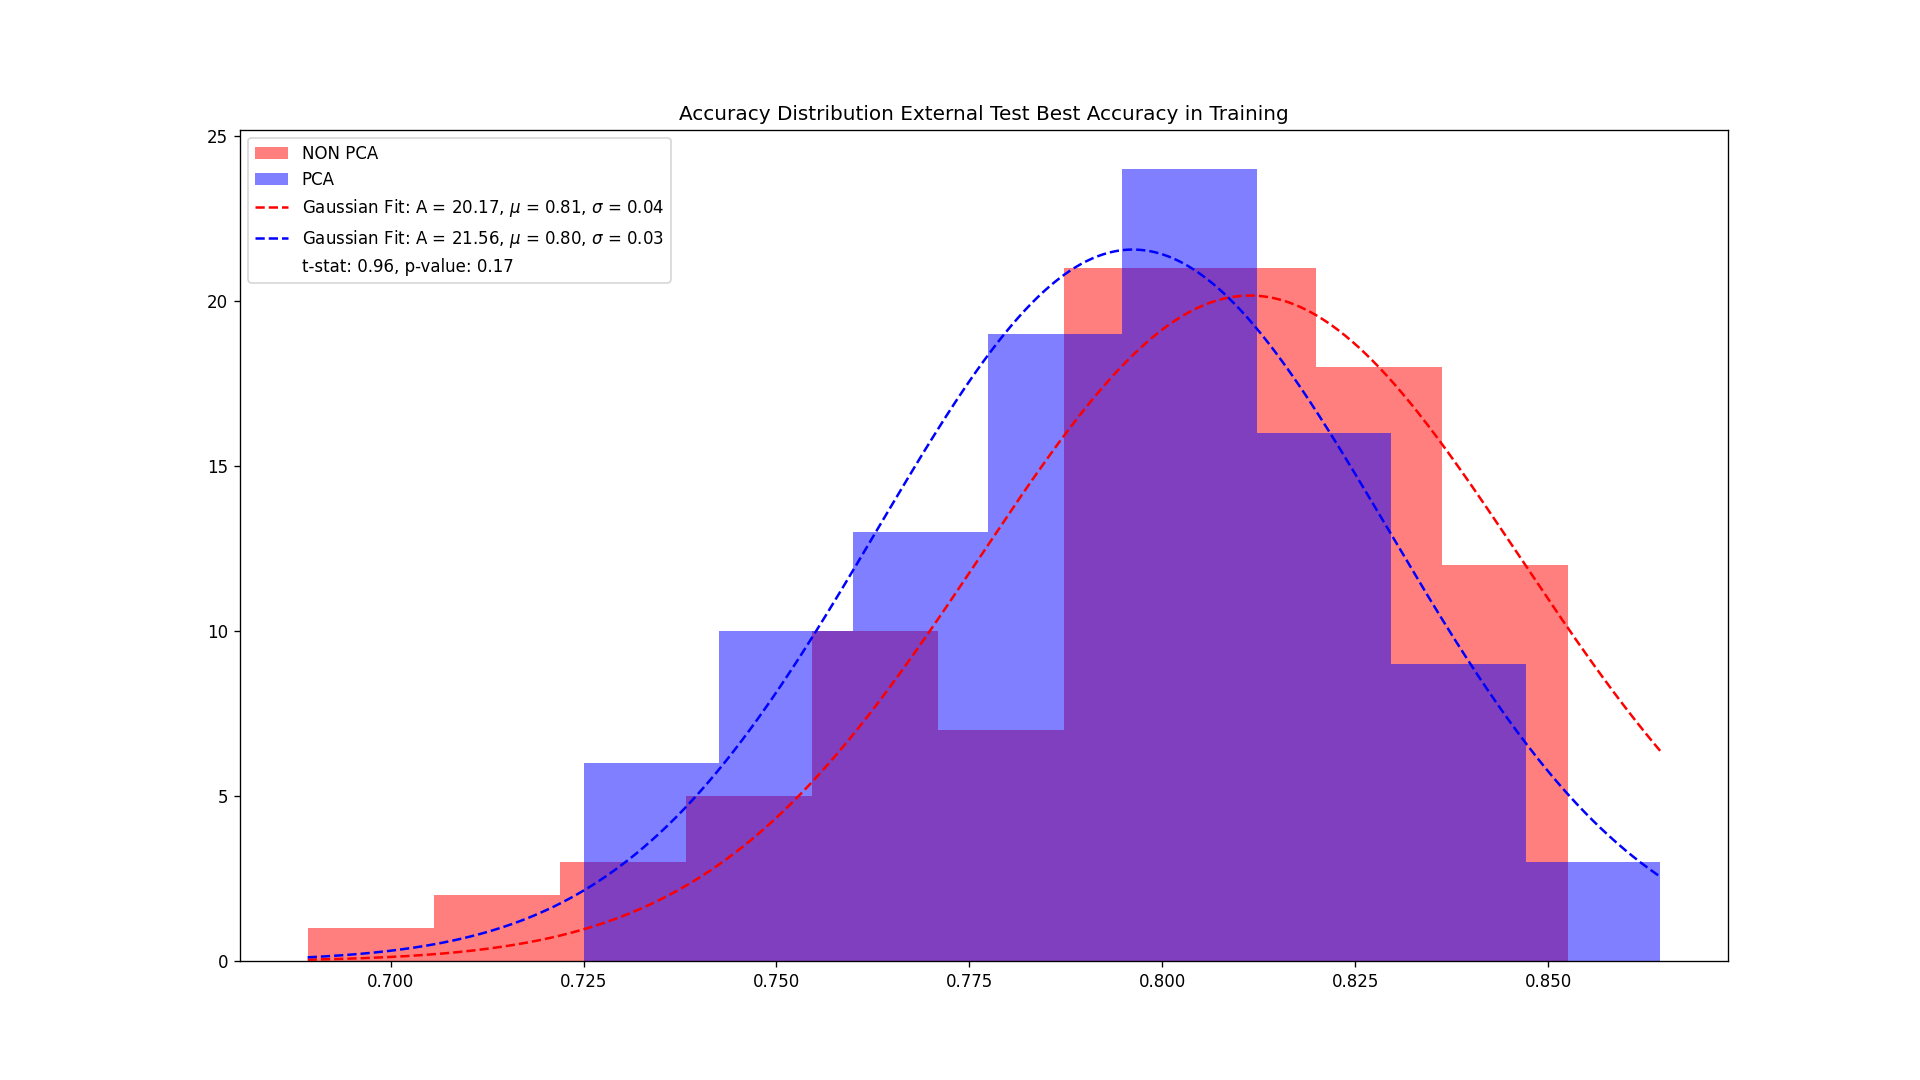 Accuracy Distribution External Test Best Accuracy in Training
25
20
15
10
5
0
NON PCA
PCA
Gaussian Fit: A = 20.17, μ = 0.81, σ = 0.04
Gaussian Fit: A = 21.56, μ = 0.80, σ = 0.03
t-stat: 0.96, p-value: 0.17
0.700 0.725 0.750 0.775 0.800 0.825 0.850